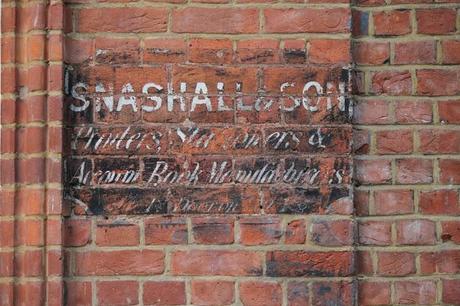 SNASHALL & SON
Printers, Stationers &
Account Book Manufacturers